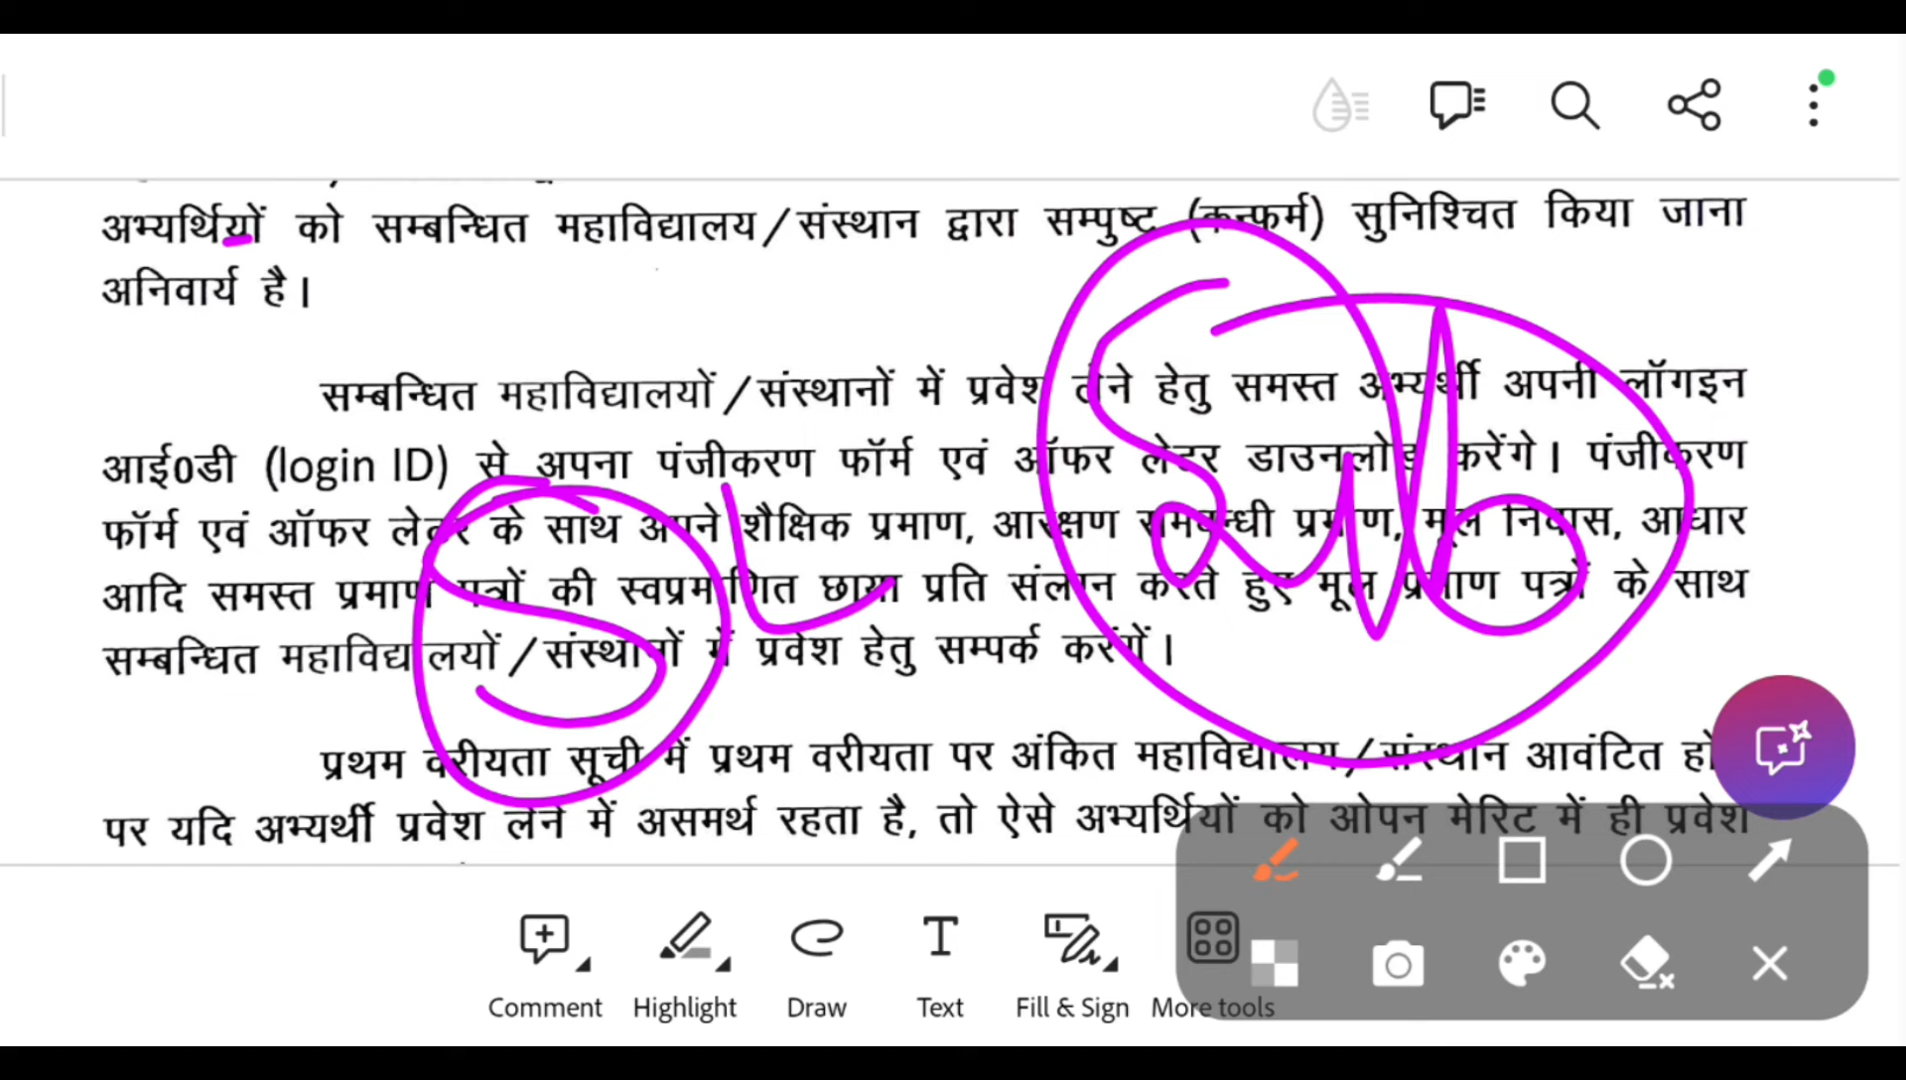 अभ्यर्थियों को सम्बन्धित महाविद्यालय/संस्थान द्वारा सम्पुष्ट (कन्फर्म) सुनिश्चित किया जाना
अनिवार्य है।
सम्बन्धित महाविद्यालयों/संस्थानों में प्रवेश लेने हेतु समस्त अभ्यर्थी अपनी लॉगइन
आई0डी (login ID) से अपना पंजीकरण फॉर्म एवं ऑफर लेटर डाउनलोड करेंगे। पंजीकरण
फॉर्म एवं ऑफर लेटर के साथ अपने शैक्षिक प्रमाण, आरक्षण सम्बन्धी प्रमाण, मूल निवास, आधार
आदि समस्त प्रमाण पत्रों की स्वप्रमाणित छाया प्रति संलग्न करते हुए मूल प्रमाण पत्रों के साथ
सम्बन्धित महाविद्यालयों/संस्थानों में प्रवेश हेतु सम्पर्क करेंगें।
प्रथम वरीयता सूची में प्रथम वरीयता पर अंकित महाविद्यालय/संस्थान आवंटित
पर यदि अभ्यर्थी प्रवेश लेने में असमर्थ रहता है, तो ऐसे अभ्यर्थियों को ओपन मेरिट में ही प्रवेश
S L Sub
Comment Highlight Draw Text Fill & Sign More tools